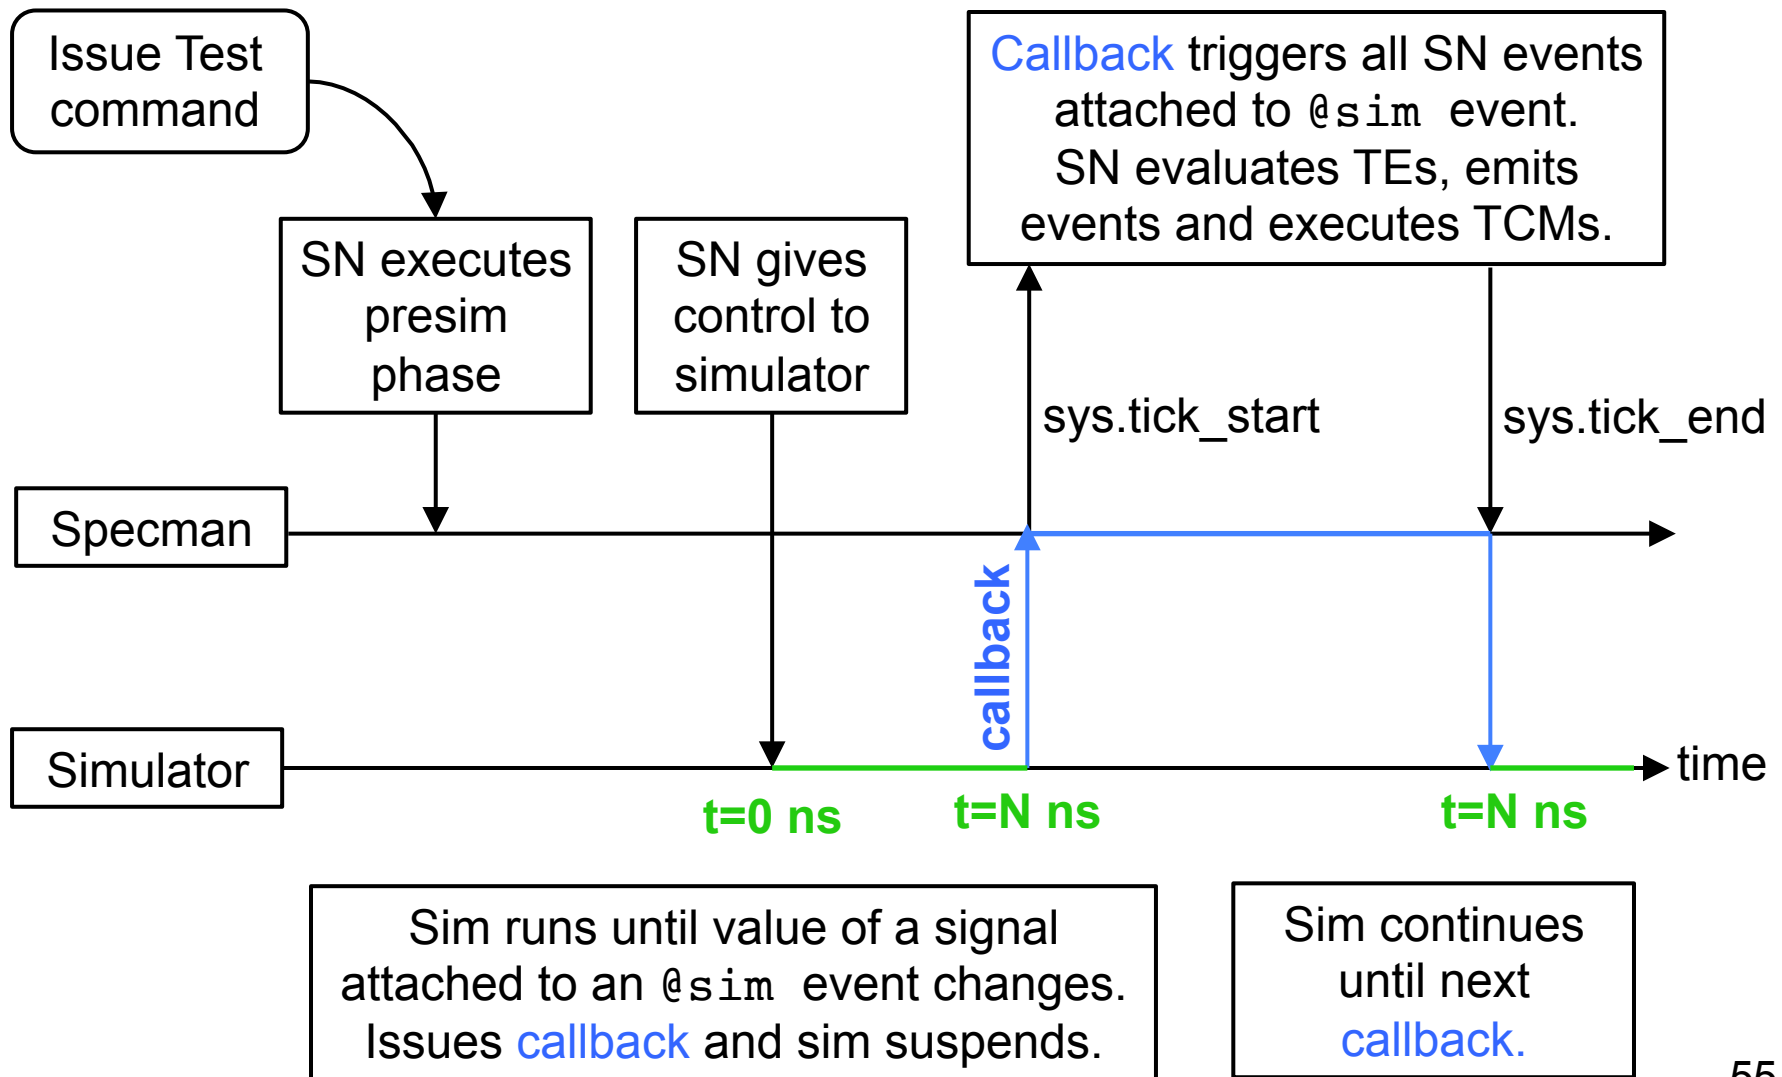 Issue Test
command
Callback triggers all SN events
attached to @sim event.
SN evaluates TEs, emits
events and executes TCMs.
SN executes
presim
phase
SN gives
control to
simulator
sys.tick_start
sys.tick_end
Specman
callback
Simulator
time
t=0 ns
t=N ns
t=N ns
Sim runs until value of a signal
attached to an @sim event changes.
Issues callback and sim suspends.
Sim continues
until next
callback.
55